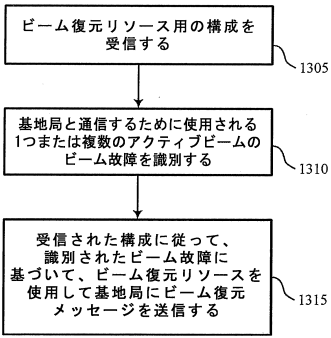 ビーム復元リソース用の構成を
受信する
1305
基地局と通信するために使用される
1つまたは複数のアクティブビームの
ビーム故障を識別する
1310
受信された構成に従って、
識別されたビーム故障に
基づいて、ビーム復元リソースを
使用して基地局にビーム復元
メッセージを送信する
1315